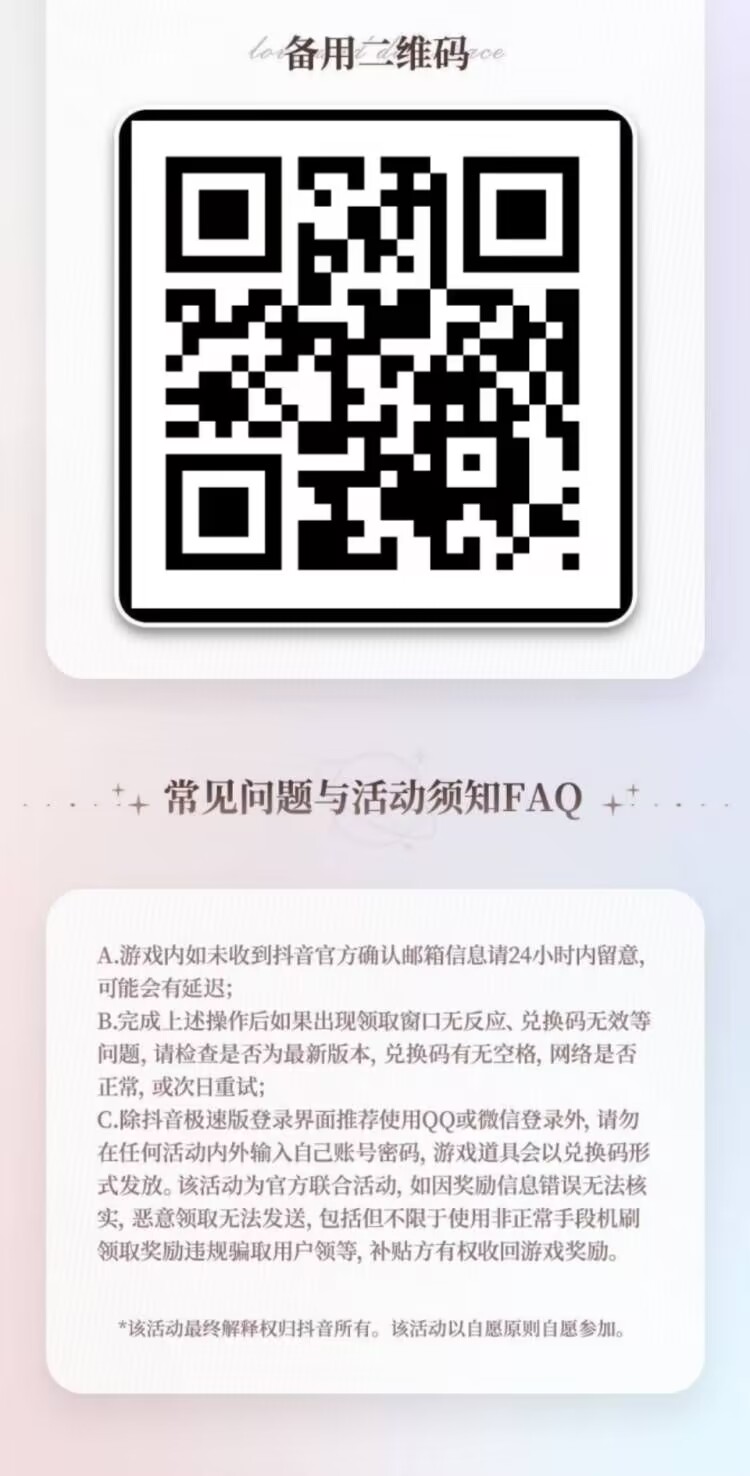 备用二维码
常见问题与活动须知FAQ
A.游戏内如未收到抖音官方确认邮箱信息请24小时内留意,
可能会有延迟;
B.完成上述操作后如果出现领取窗口无反应、兑换码无效等
问题, 请检查是否为最新版本, 兑换码有无空格, 网络是否
正常, 或次日重试;
C.除抖音极速版登录界面推荐使用QQ或微信登录外, 请勿
在任何活动内外输入自己账号密码, 游戏道具会以兑换码形
式发放。该活动为官方联合活动, 如因奖励信息错误无法核
实, 恶意领取无法发送, 包括但不限于使用非正常手段机刷
领取奖励违规骗取用户领等, 补贴方有权收回游戏奖励。
*该活动最终解释权归抖音所有。该活动以自愿原则自愿参加。